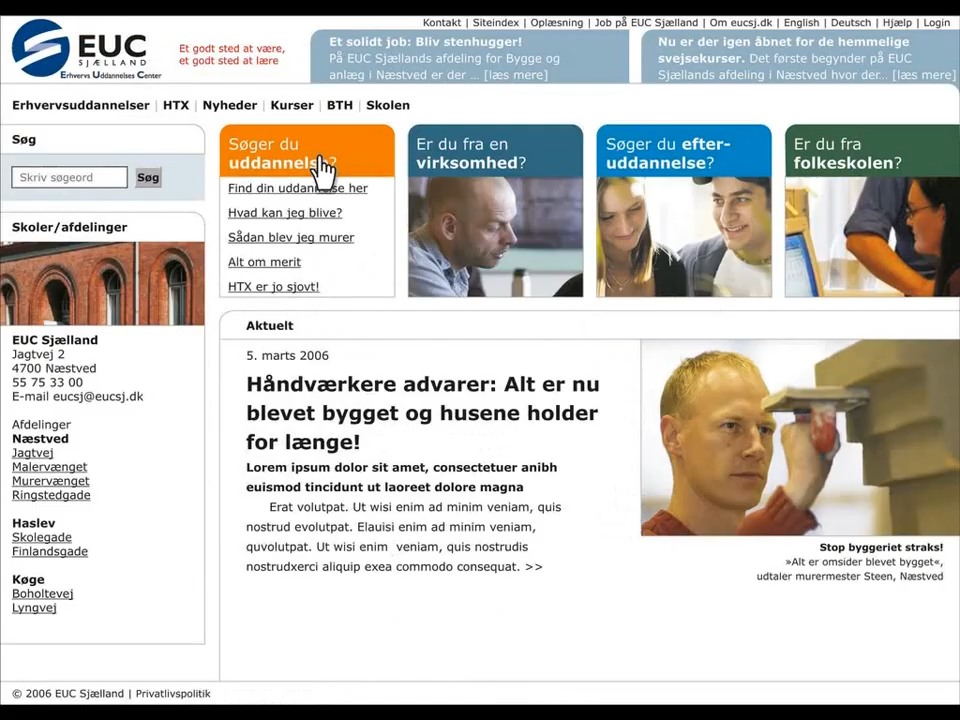 Kontakt | Siteindex | Oplæsning | Job på EUC Sjælland | Om eucsj.dk | English | Deutsch | Hjælp | Login
EUC
SJÆLLAND
Erhvervs Uddannelses Center
Et godt sted at være,
et godt sted at lære
Et solidt job: Bliv stenhugger!
På EUC Sjællands afdeling for Bygge og
anlæg i Næstved er der ... [læs mere]
Nu er der igen åbnet for de hemmelige
svejsekurser. Det første begynder på EUC
Sjællands afdeling i Næstved hvor der... [læs mere]
Erhvervsuddannelser | HTX | Nyheder | Kurser | BTH | Skolen
Søg
Skriv søgeord
Søg
Skoler/afdelinger
EUC Sjælland
Jagtvej 2
4700 Næstved
55 75 33 00
E-mail eucsj@eucsj.dk
Afdelinger
Næstved
Jagtvej
Malervænget
Murervænget
Ringstedgade
Haslev
Skolegade
Finlandsgade
Køge
Boholtevej
Lyngvej
Søger du
uddannelse?
Find din uddannelse her
Hvad kan jeg blive?
Sådan blev jeg murer
Alt om merit
HTX er jo sjovt!
Er du fra en
virksomhed?
Søger du efter-
uddannelse?
Er du fra
folkeskolen?
Aktuelt
5. marts 2006
Håndværkere advarer: Alt er nu
blevet bygget og husene holder
for længe!
Lorem ipsum dolor sit amet, consectetuer anibh
euismod tincidunt ut laoreet dolore magna
Erat volutpat. Ut wisi enim ad minim veniam, quis
nostrud evolutpat. Elauisi enim ad minim veniam,
quvolutpat. Ut wisi enim  veniam, quis nostrudis
nostrudxerci aliquip exea commodo consequat. >>
Stop byggeriet straks!
»Alt er omsider blevet bygget«,
udtaler murermester Steen, Næstved
© 2006 EUC Sjælland | Privatlivspolitik